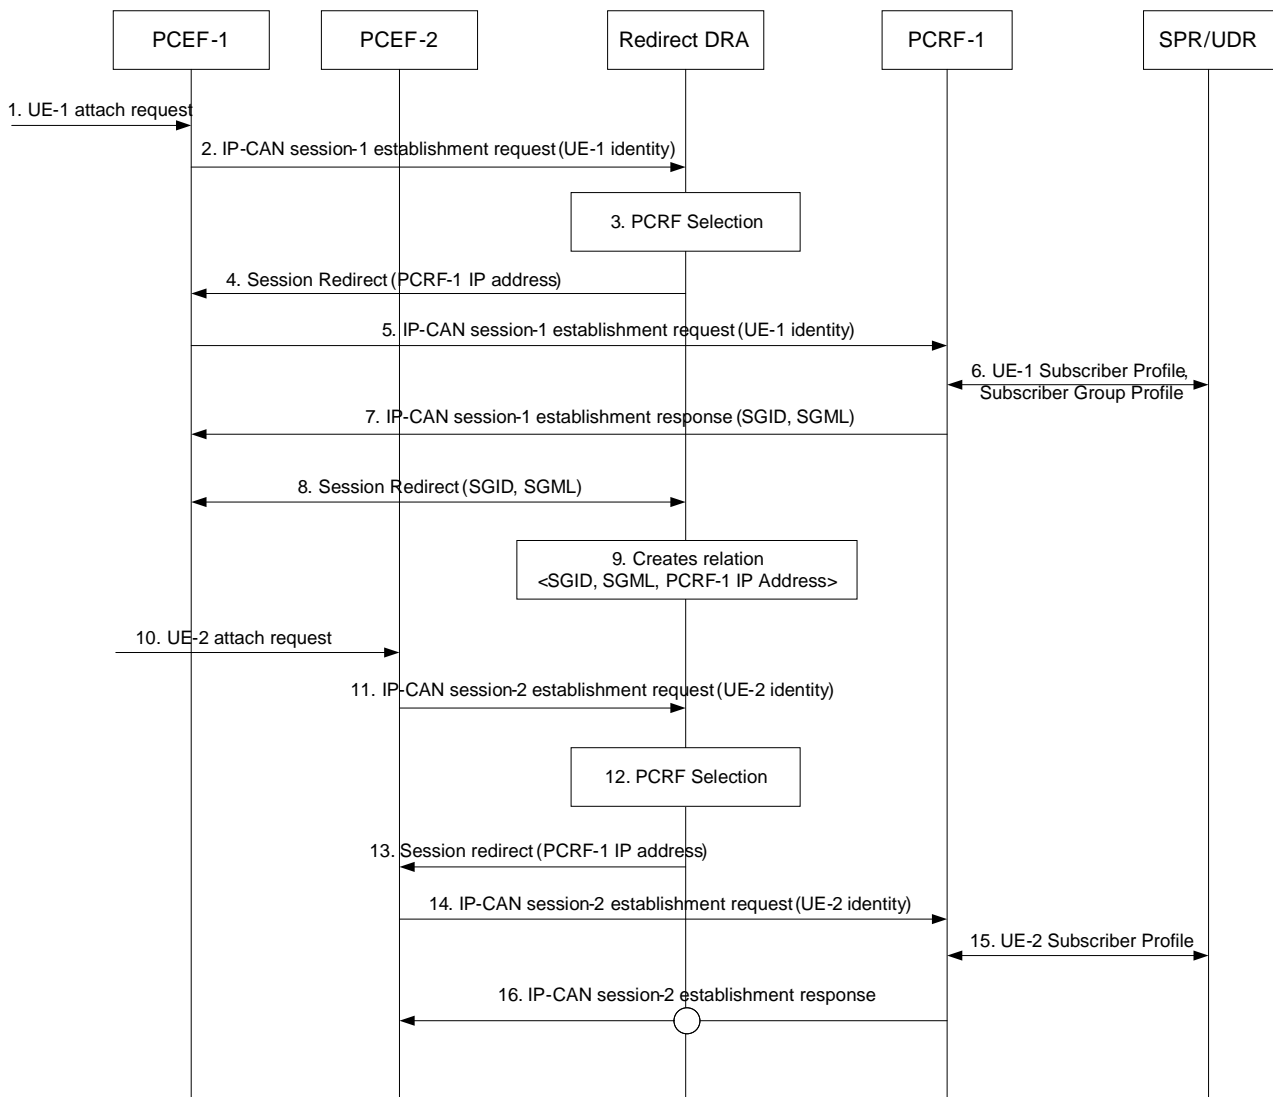 PCEF-1
PCEF-2
Redirect DRA
PCRF-1
SPR/UDR
1. UE-1 attach request
2. IP-CAN session-1 establishment request (UE-1 identity)
3. PCRF Selection
4. Session Redirect (PCRF-1 IP address)
5. IP-CAN session-1 establishment request (UE-1 identity)
6. UE-1 Subscriber Profile,
Subscriber Group Profile
7. IP-CAN session-1 establishment response (SGID, SGML)
8. Session Redirect (SGID, SGML)
9. Creates relation
<SGID, SGML, PCRF-1 IP Address>
10. UE-2 attach request
11. IP-CAN session-2 establishment request (UE-2 identity)
12. PCRF Selection
13. Session redirect (PCRF-1 IP address)
14. IP-CAN session-2 establishment request (UE-2 identity)
15. UE-2 Subscriber Profile
16. IP-CAN session-2 establishment response